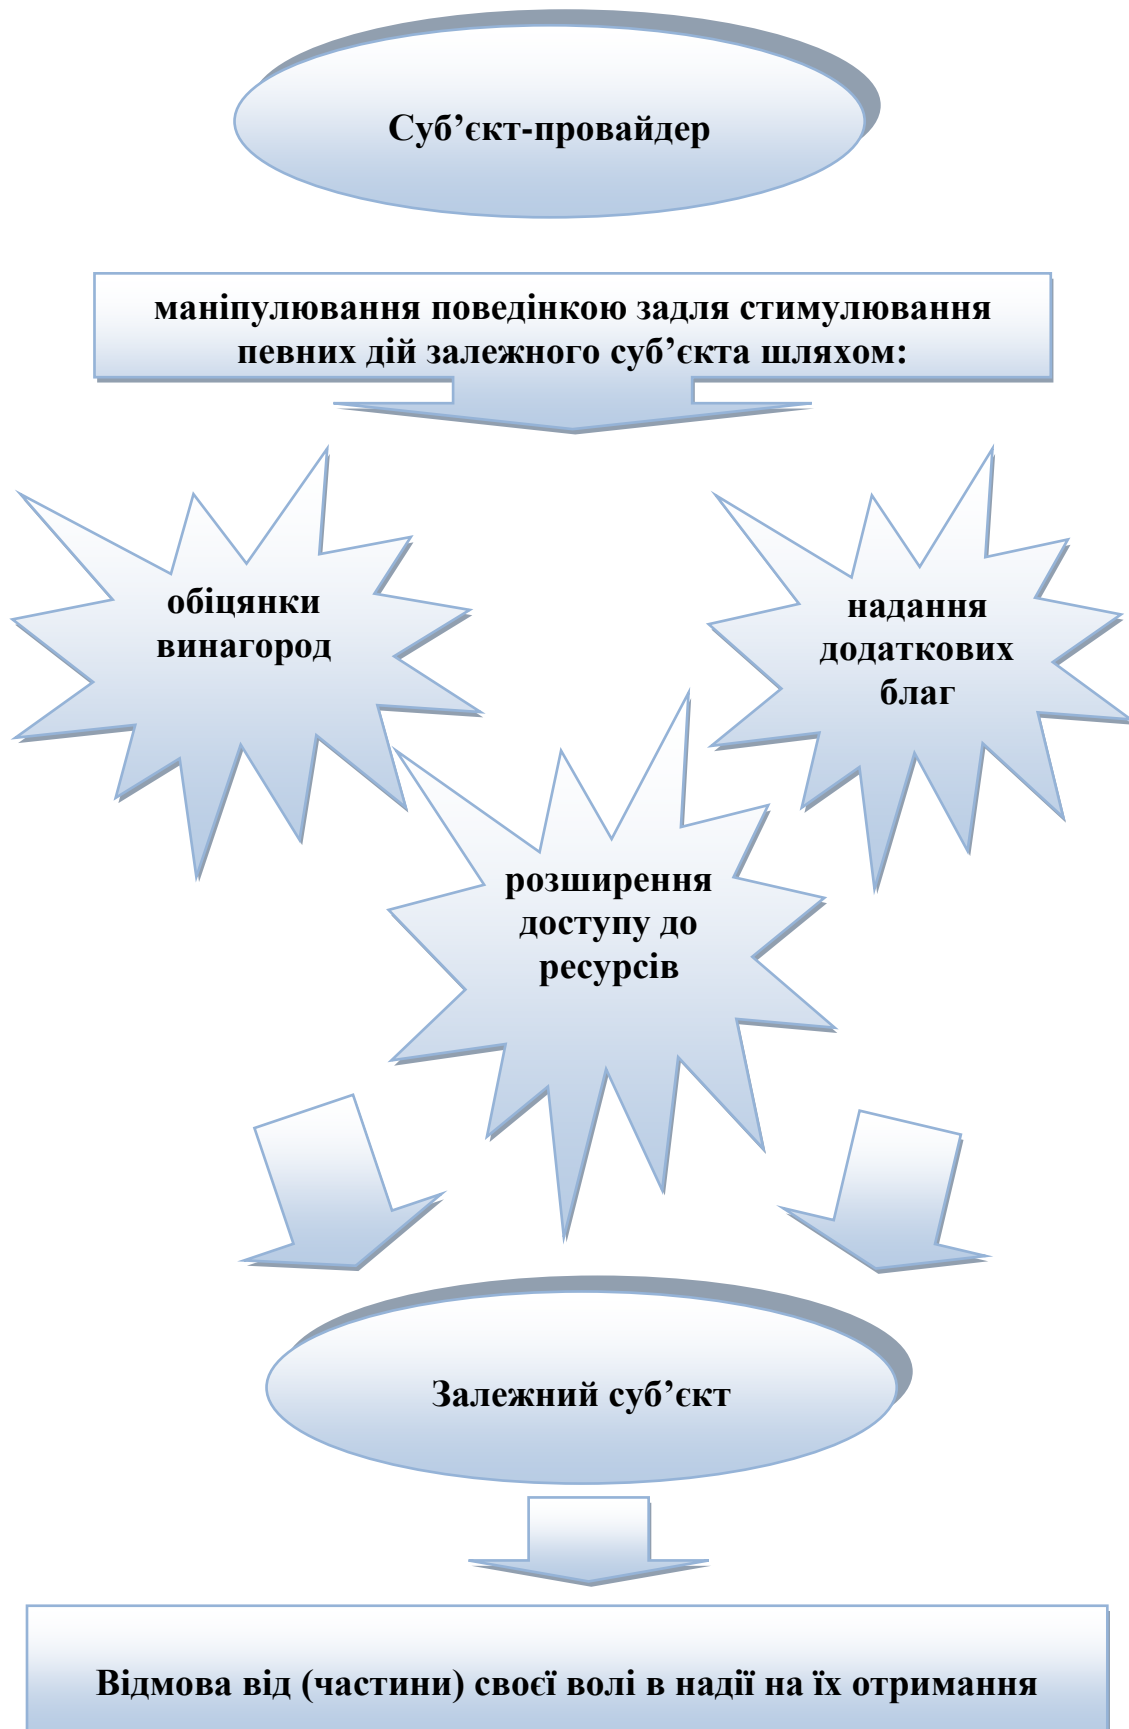 Суб’єкт-провайдер
маніпулювання поведінкою задля стимулювання
певних дій залежного суб’єкта шляхом:
обіцянки
винагород
надання
додаткових
благ
розширення
доступу до
ресурсів
Залежний суб’єкт
Відмова від (частини) своєї волі в надії на їх отримання